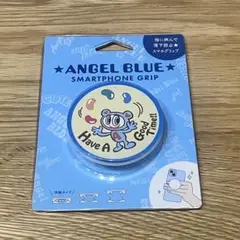 指に挟んで
落下防止★
スマホグリップ
★ANGEL BLUE★
SMARTPHONE GRIP
Have A Good Time!!